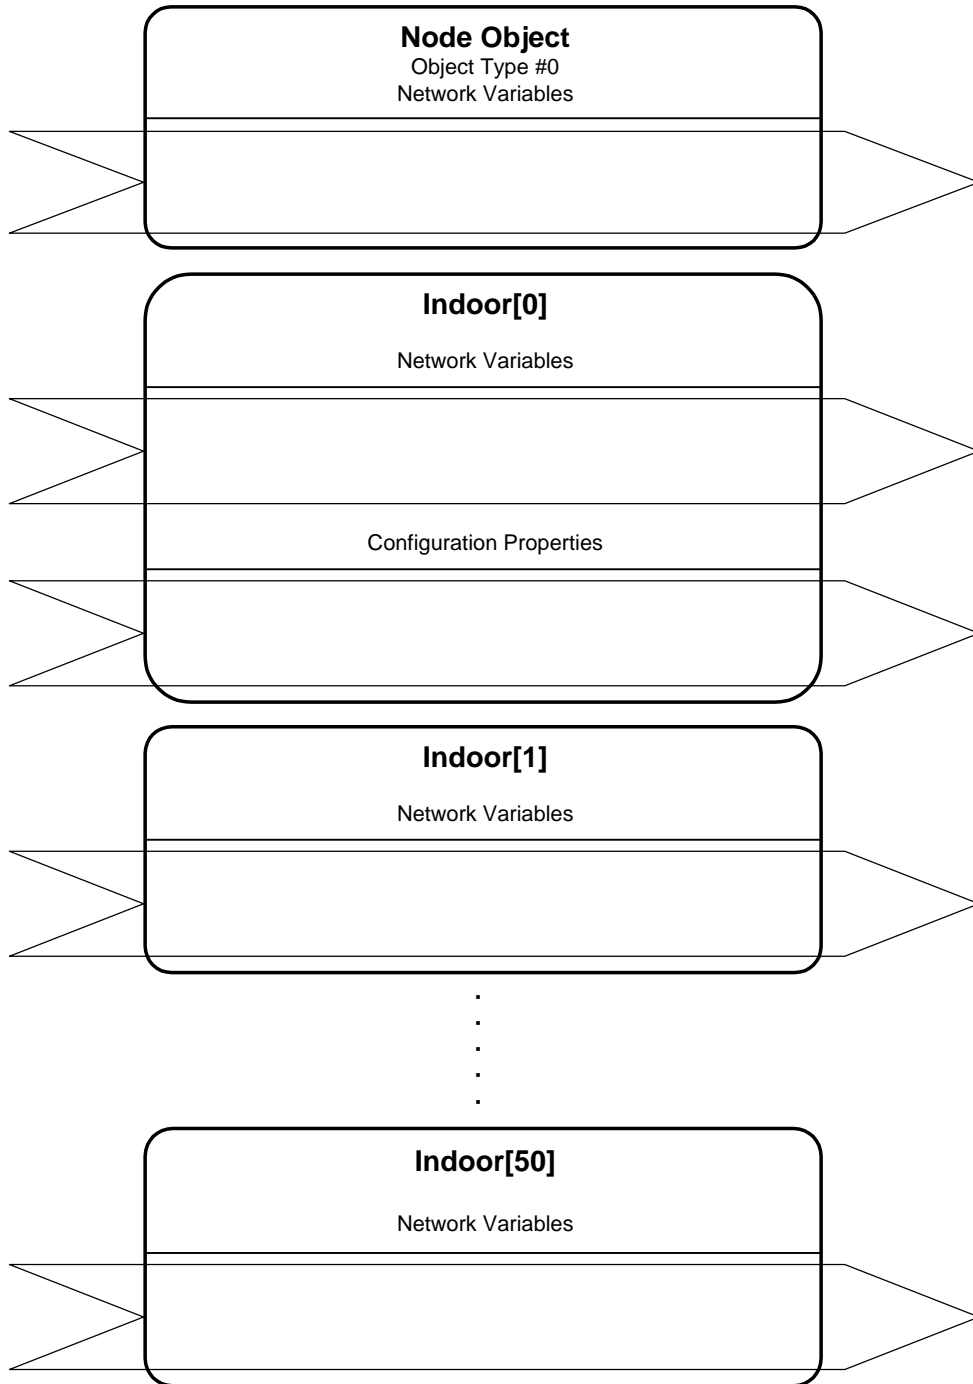 Node Object
Object Type #0
Network Variables
Indoor[0]
Network Variables
Configuration Properties
Indoor[1]
Network Variables
.
.
.
.
.
Indoor[50]
Network Variables